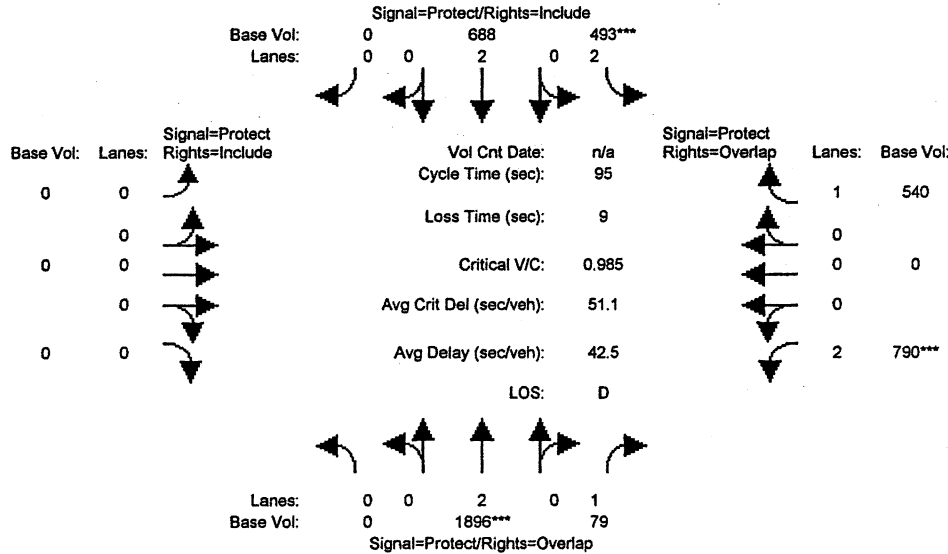 Signal=Protect/Rights=Include
Base Vol: 0 688 493***
Lanes: 0 0 2 0 2
Signal=Protect
Base Vol: Lanes: Rights=Include
Vol Cnt Date: n/a
Signal=Protect
Rights=Overlap Lanes: Base Vol:
Cycle Time (sec): 95
0 0
1 540
Loss Time (sec): 9
0
0
0 0
Critical V/C: 0.985
0 0
0
Avg Crit Del (sec/veh): 51.1
0
0 0
Avg Delay (sec/veh): 42.5
2 790***
LOS: D
Lanes: 0 0 2 0 1
Base Vol: 0 1896*** 79
Signal=Protect/Rights=Overlap